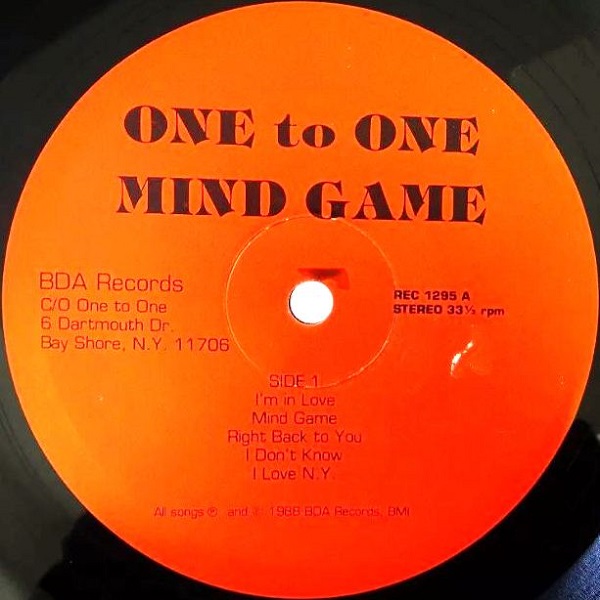 ONE to ONE
MIND GAME
BDA Records
C/O One to One
6 Dartmouth Dr.
Bay Shore, N.Y. 11706
REC 1295 A
STEREO 33⅓ rpm
SIDE 1
I'm in Love
Mind Game
Right Back to You
I Don't Know
I Love N.Y.
All songs ℗ and © 1988 BDA Records, BMI